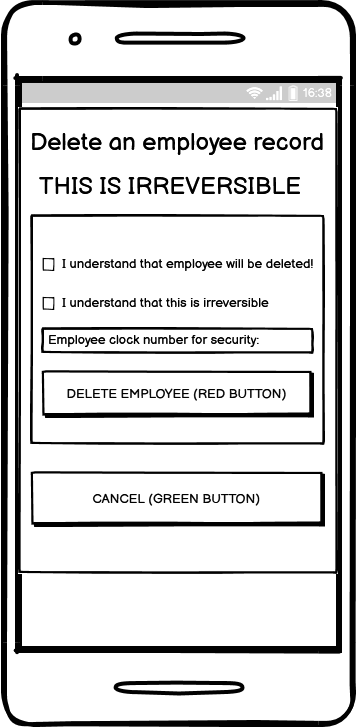 16:38
Delete an employee record
THIS IS IRREVERSIBLE
I understand that employee will be deleted!
I understand that this is irreversible
Employee clock number for security:
DELETE EMPLOYEE (RED BUTTON)
CANCEL (GREEN BUTTON)